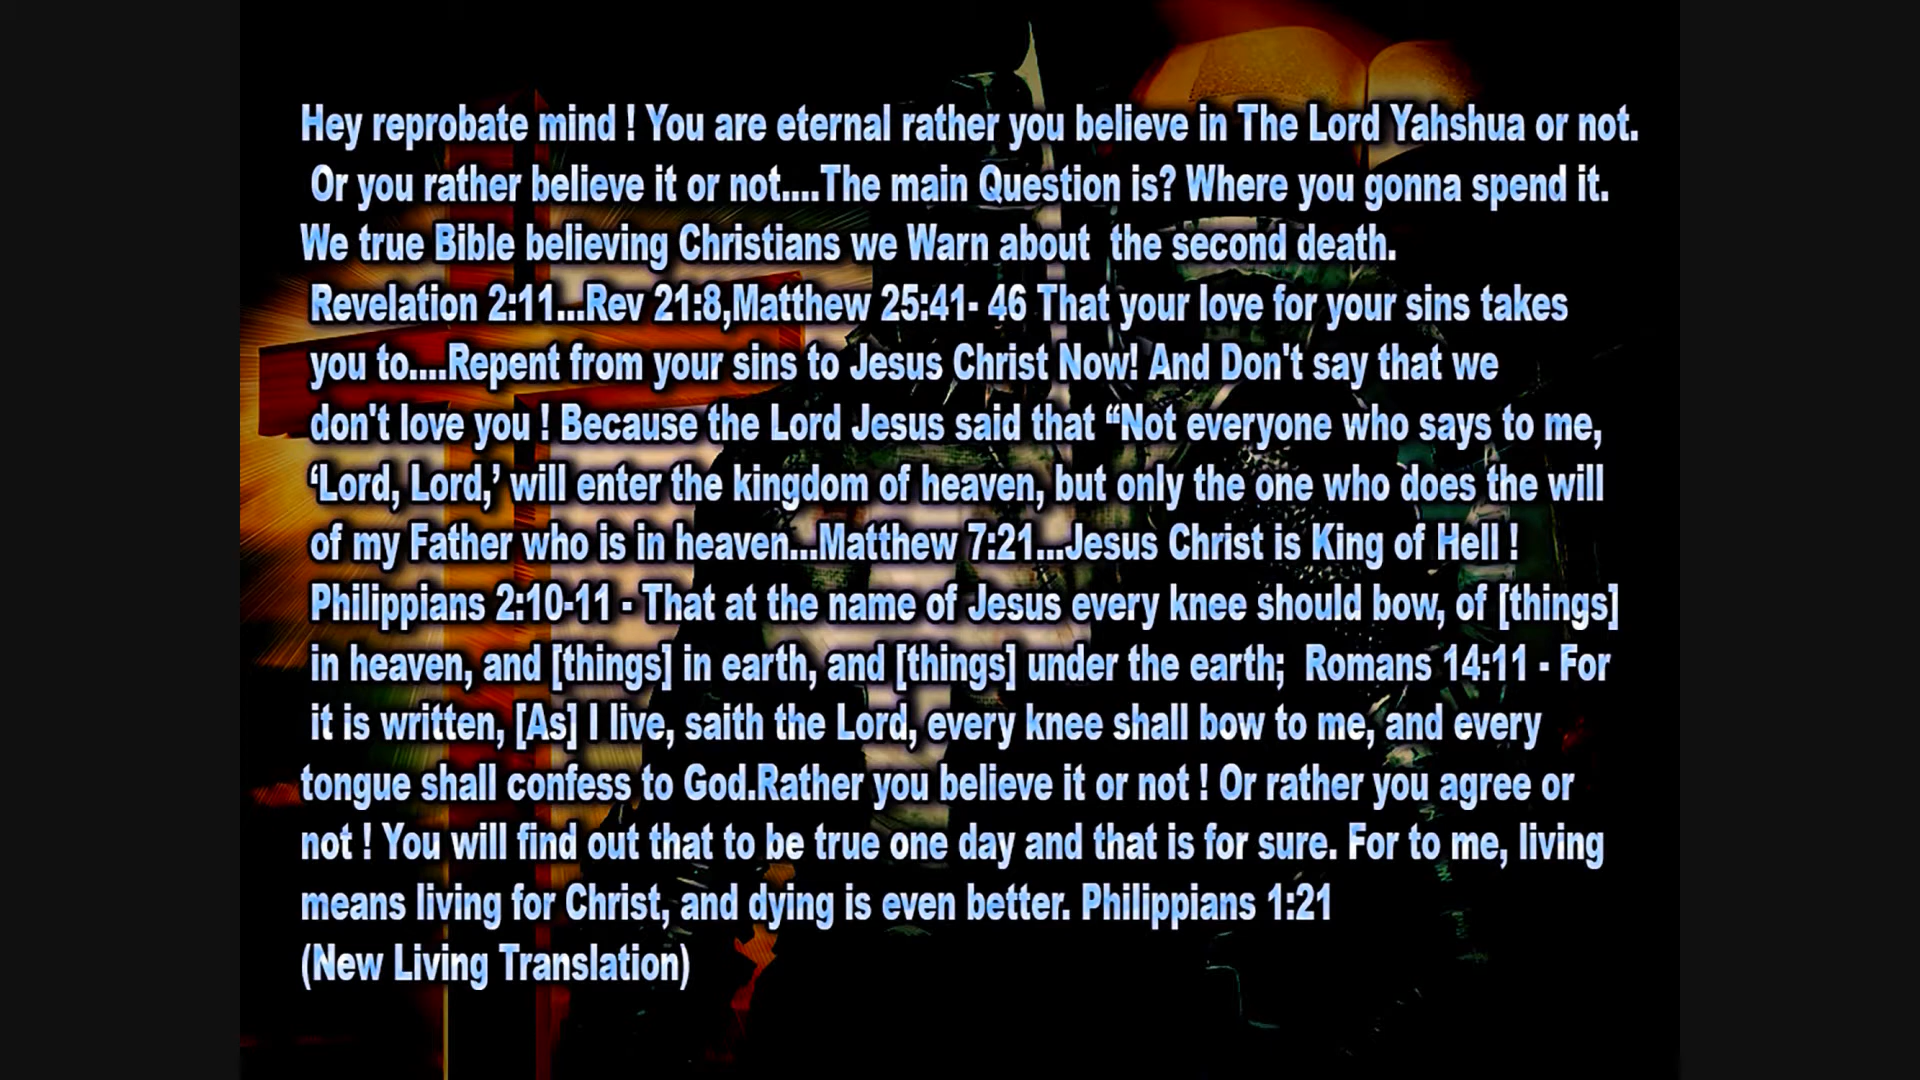 Hey reprobate mind ! You are eternal rather you believe in The Lord Yahshua or not.
Or you rather believe it or not....The main Question is? Where you gonna spend it.
We true Bible believing Christians we Warn about the second death.
Revelation 2:11...Rev 21:8,Matthew 25:41- 46 That your love for your sins takes
you to....Repent from your sins to Jesus Christ Now! And Don't say that we
don't love you ! Because the Lord Jesus said that “Not everyone who says to me,
‘Lord, Lord,’ will enter the kingdom of heaven, but only the one who does the will
of my Father who is in heaven...Matthew 7:21...Jesus Christ is King of Hell !
Philippians 2:10-11 - That at the name of Jesus every knee should bow, of [things]
in heaven, and [things] in earth, and [things] under the earth; Romans 14:11 - For
it is written, [As] I live, saith the Lord, every knee shall bow to me, and every
tongue shall confess to God.Rather you believe it or not ! Or rather you agree or
not ! You will find out that to be true one day and that is for sure. For to me, living
means living for Christ, and dying is even better. Philippians 1:21
(New Living Translation)